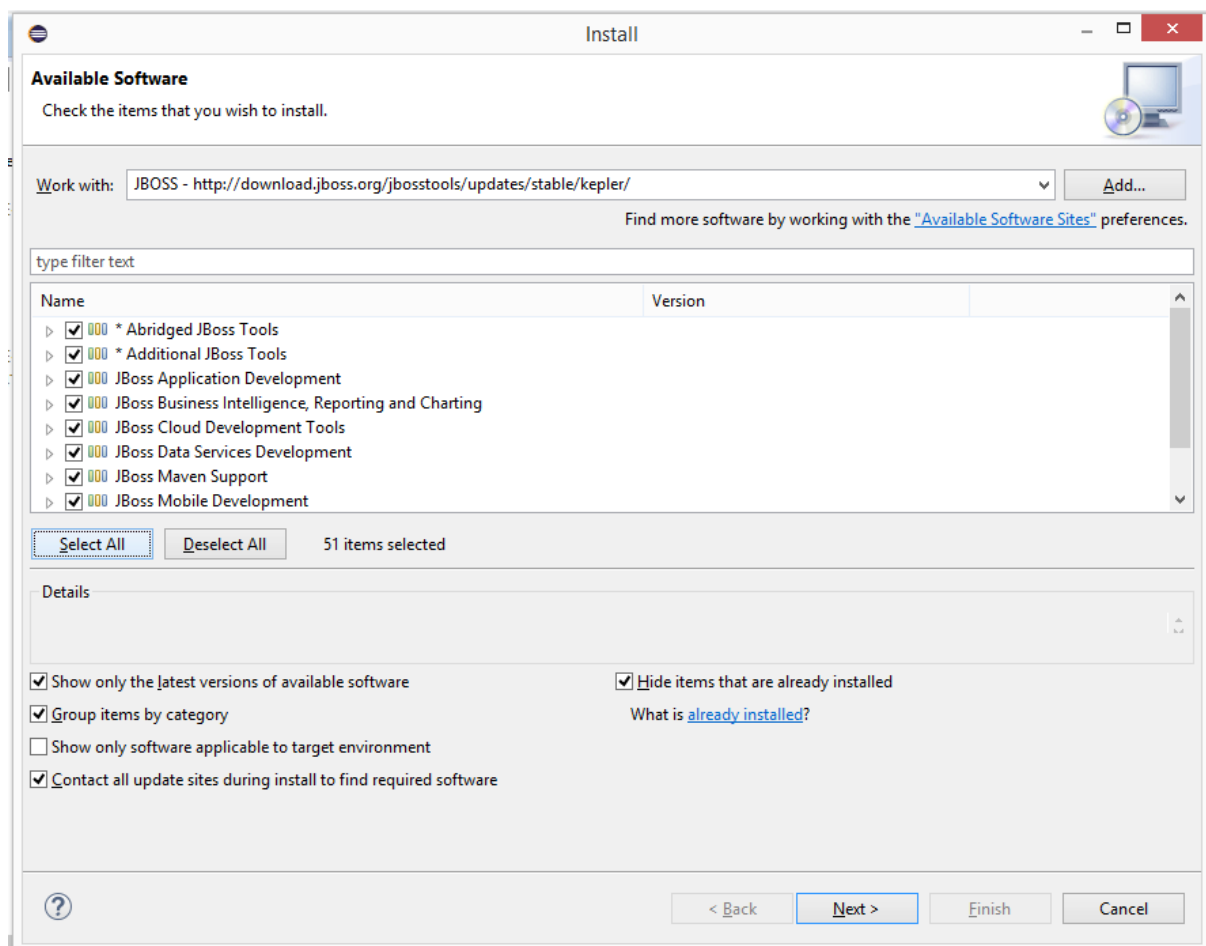 Install
Available Software
Check the items that you wish to install.
Work with: JBOSS - http://download.jboss.org/jbosstools/updates/stable/kepler/ Add...
Find more software by working with the "Available Software Sites" preferences.
type filter text
Name Version
* Abridged JBoss Tools
* Additional JBoss Tools
JBoss Application Development
JBoss Business Intelligence, Reporting and Charting
JBoss Cloud Development Tools
JBoss Data Services Development
JBoss Maven Support
JBoss Mobile Development
Select All Deselect All 51 items selected
Details
Show only the latest versions of available software Hide items that are already installed
Group items by category What is already installed?
Show only software applicable to target environment
Contact all update sites during install to find required software
? < Back Next > Finish Cancel